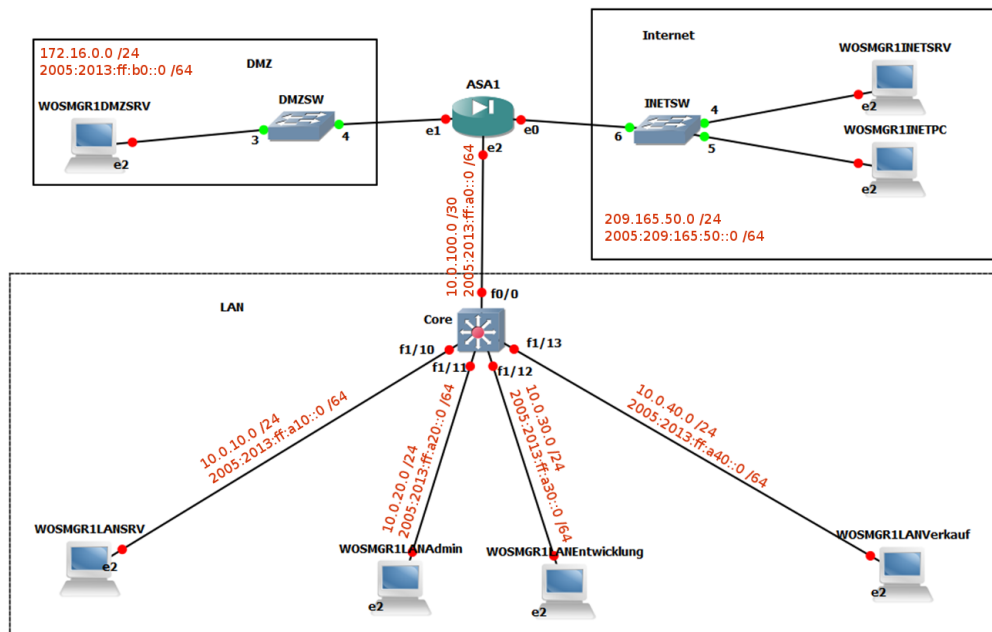 172.16.0.0 /24
2005:2013:ff:b0::0 /64
DMZ
WOSMGR1DMZSRV
e2
DMZSW
3
4
ASA1
e1
e0
e2
Internet
WOSMGR1INETSRV
e2
INETSW
6
4
5
WOSMGR1INETPC
e2
209.165.50.0 /24
2005:209:165:50::0 /64
10.0.100.0 /30
2005:2013:ff:a0::0 /64
LAN
f0/0
Core
f1/10
f1/11
f1/12
f1/13
10.0.10.0 /24
2005:2013:ff:a10::0 /64
10.0.20.0 /24
2005:2013:ff:a20::0 /64
10.0.30.0 /24
2005:2013:ff:a30::0 /64
10.0.40.0 /24
2005:2013:ff:a40::0 /64
WOSMGR1LANSRV
e2
WOSMGR1LANAdmin
e2
WOSMGR1LANEntwicklung
e2
WOSMGR1LANVerkauf
e2